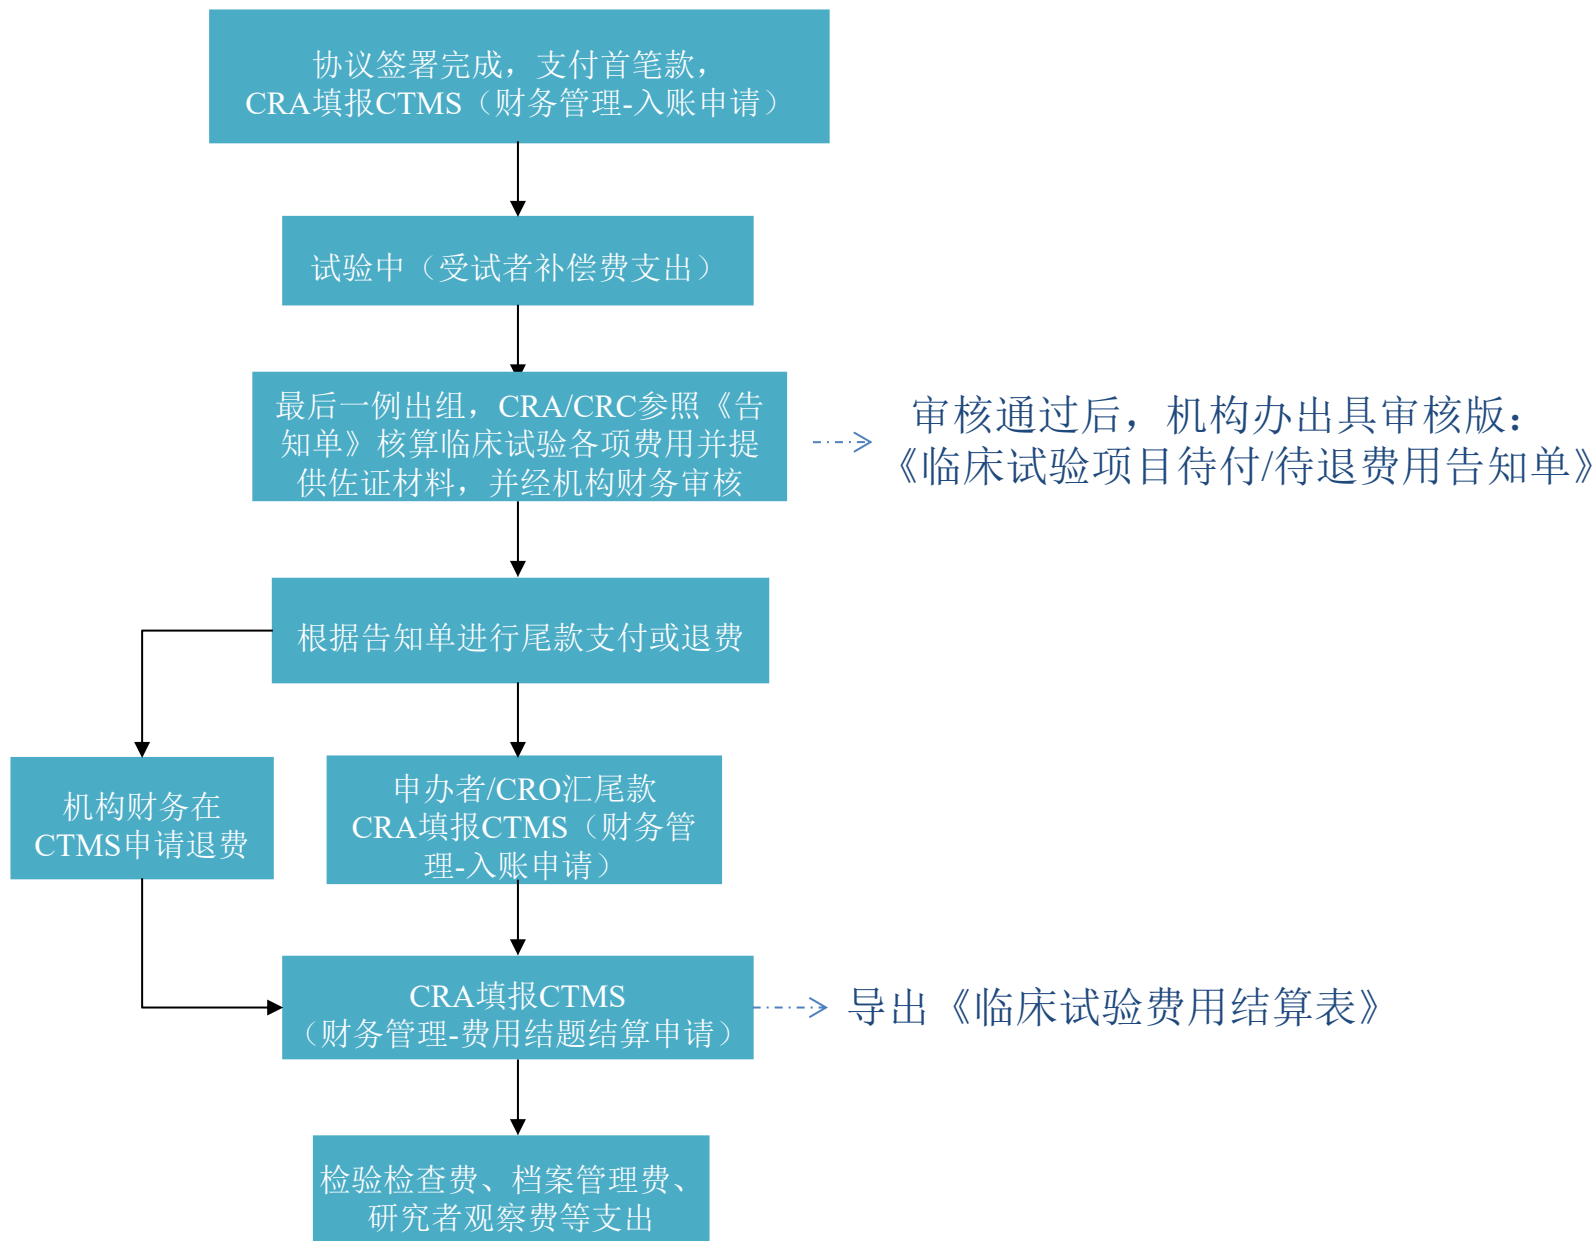 协议签署完成，支付首笔款，
CRA填报CTMS（财务管理-入账申请）
试验中（受试者补偿费支出）
最后一例出组，CRA/CRC参照《告
知单》核算临床试验各项费用并提
供佐证材料，并经机构财务审核
审核通过后，机构办出具审核版：
《临床试验项目待付/待退费用告知单》
根据告知单进行尾款支付或退费
机构财务在
CTMS申请退费
申办者/CRO汇尾款
CRA填报CTMS（财务管
理-入账申请）
CRA填报CTMS
（财务管理-费用结题结算申请）
导出《临床试验费用结算表》
检验检查费、档案管理费、
研究者观察费等支出